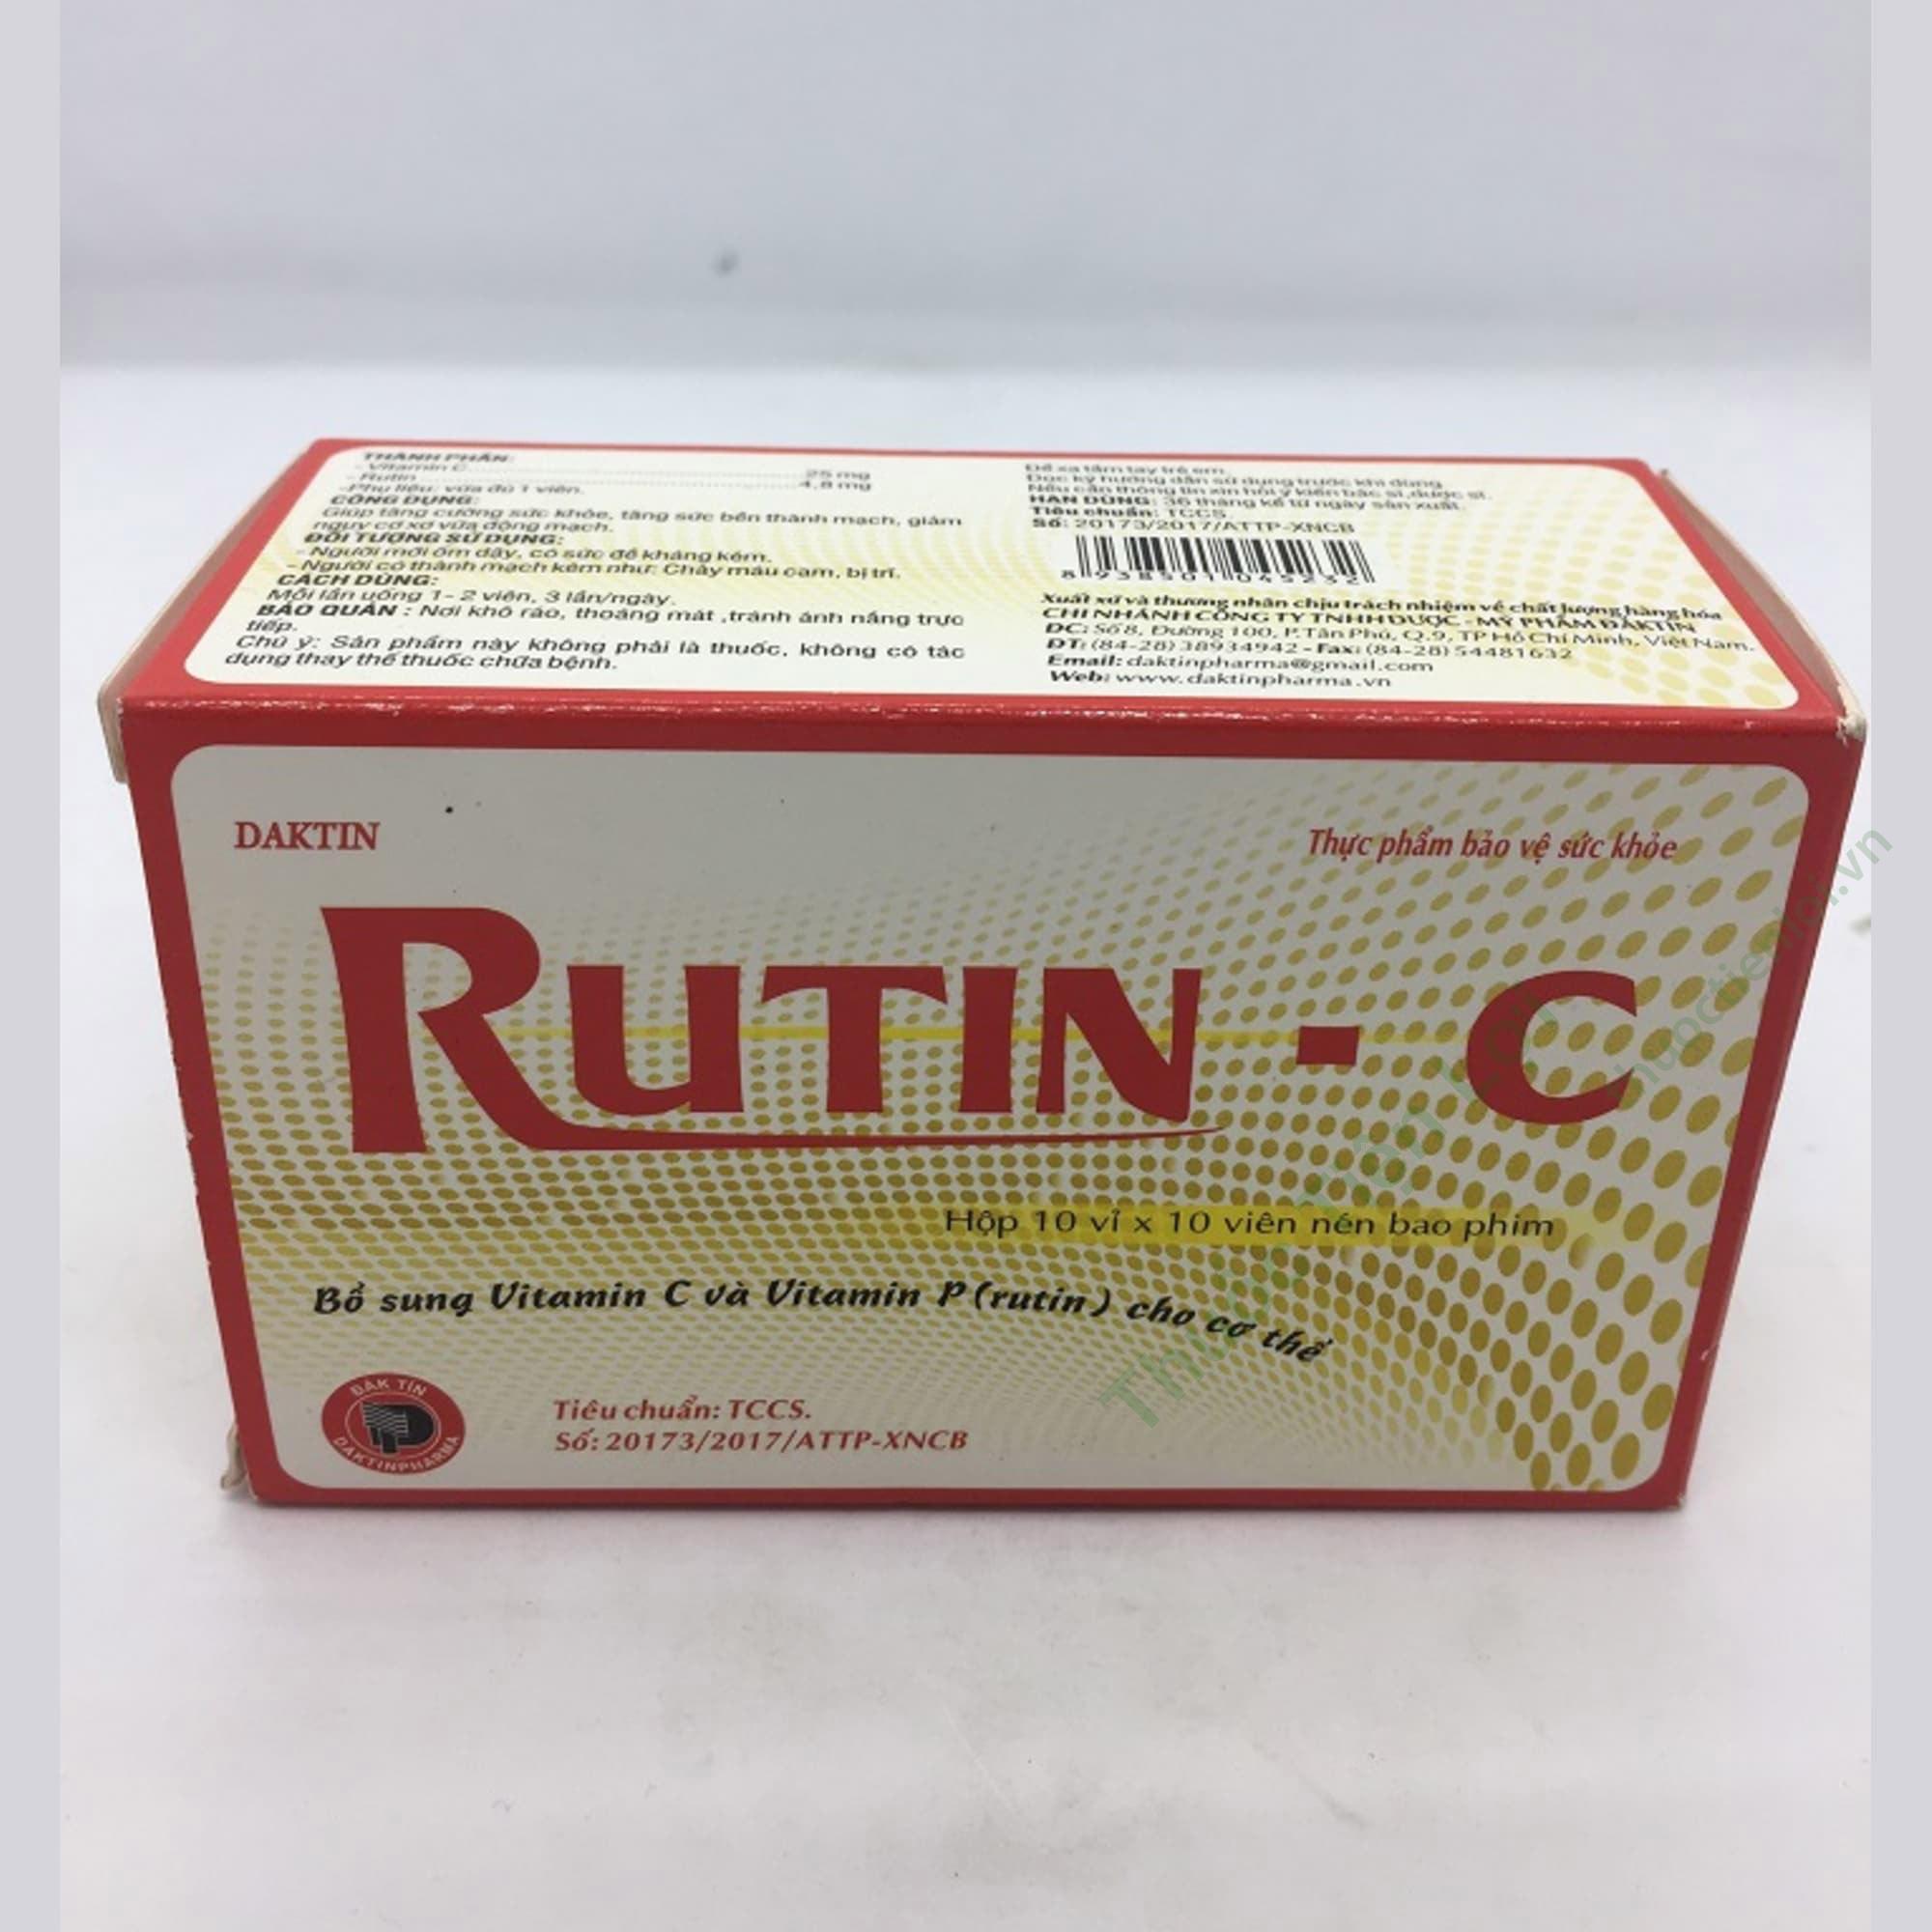 THÀNH PHẦN:
- Vitamin C.......................................................25 mg
- Rutin...............................................................4,8 mg
- Phụ liệu: vừa đủ 1 viên.
CÔNG DỤNG:
Giúp tăng cường sức khỏe, tăng sức bền thành mạch, giảm
nguy cơ xơ vữa động mạch.
ĐỐI TƯỢNG SỬ DỤNG:
- Người mới ốm dậy, có sức đề kháng kém.
- Người có thành mạch kém như: Chảy máu cam, bị trĩ.
CÁCH DÙNG:
Mỗi lần uống 1- 2 viên, 3 lần/ngày.
BẢO QUẢN : Nơi khô ráo, thoáng mát ,tránh ánh nắng trực
tiếp.
Chú ý: Sản phẩm này không phải là thuốc, không có tác
dụng thay thế thuốc chữa bệnh.
Để xa tầm tay trẻ em.
Đọc kỹ hướng dẫn sử dụng trước khi dùng
Nếu cần thông tin xin hỏi ý kiến bác sĩ,dược sĩ.
HẠN DÙNG: 36 tháng kể từ ngày sản xuất.
Tiêu chuẩn: TCCS
Số: 20173/2017/ATTP-XNCB
8 938501 045232
Xuất xứ và thương nhân chịu trách nhiệm về chất lượng hàng hóa
CHI NHÁNH CÔNG TY TNHH DƯỢC - MỸ PHẨM ĐAKTIN
ĐC: Số 8, Đường 100, P.Tân Phú, Q.9, TP Hồ Chí Minh, Việt Nam.
ĐT: (84-28) 38934942 - Fax: (84-28) 54481632
Email: daktinpharma@gmail.com
Web: www.daktinpharma.vn
DAKTIN
Thực phẩm bảo vệ sức khỏe
RUTIN - C
Hộp 10 vỉ x 10 viên nén bao phim
Bổ sung Vitamin C và Vitamin P (rutin) cho cơ thể
ĐAK TÍN
DAKTINPHARMA
Tiêu chuẩn: TCCS.
Số: 20173/2017/ATTP-XNCB